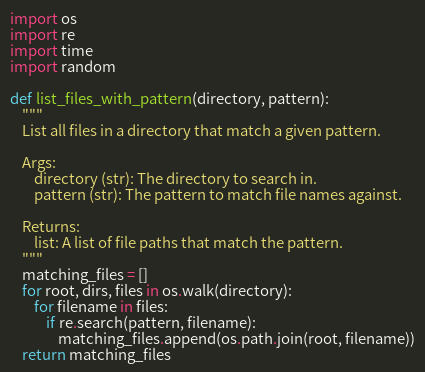 import os
import re
import time
import random

def list_files_with_pattern(directory, pattern):
    """
    List all files in a directory that match a given pattern.

    Args:
        directory (str): The directory to search in.
        pattern (str): The pattern to match file names against.

    Returns:
        list: A list of file paths that match the pattern.
    """
    matching_files = []
    for root, dirs, files in os.walk(directory):
        for filename in files:
            if re.search(pattern, filename):
                matching_files.append(os.path.join(root, filename))
    return matching_files